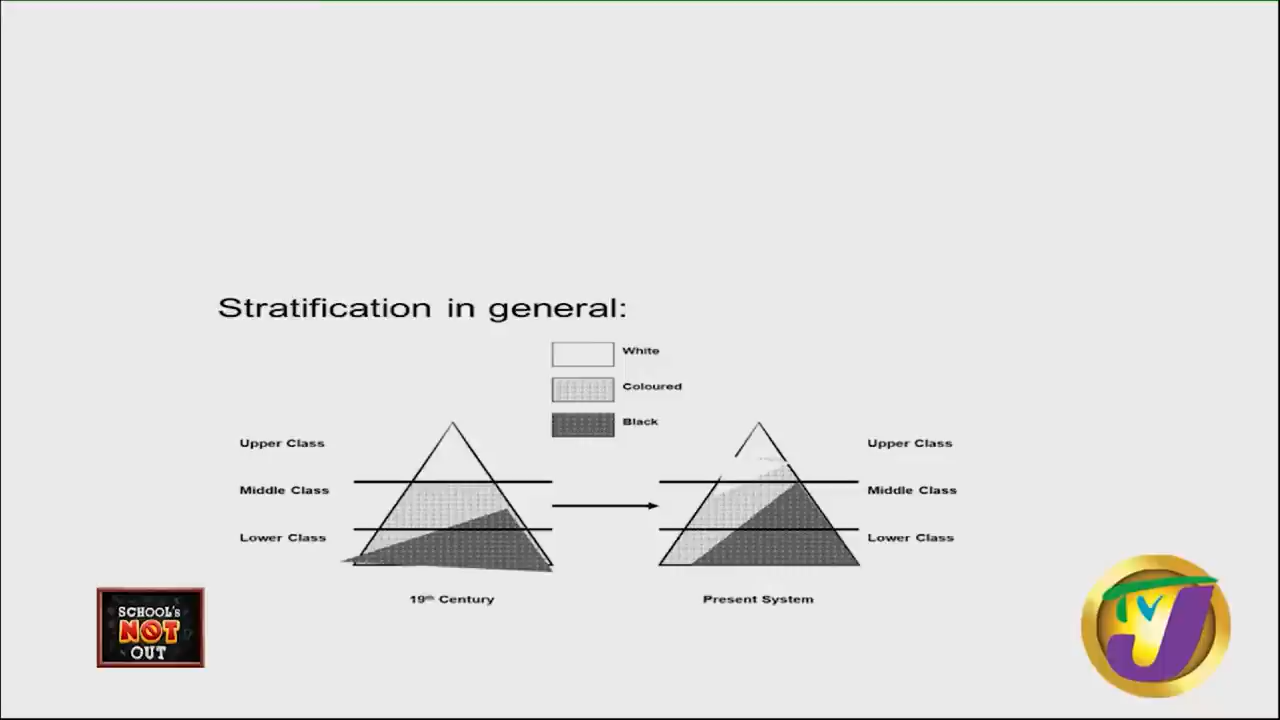 Stratification in general:
White
Coloured
Black
Upper Class
Middle Class
Lower Class
Upper Class
Middle Class
Lower Class
19th Century
Present System
SCHOOL's
NOT
OUT
TVJ